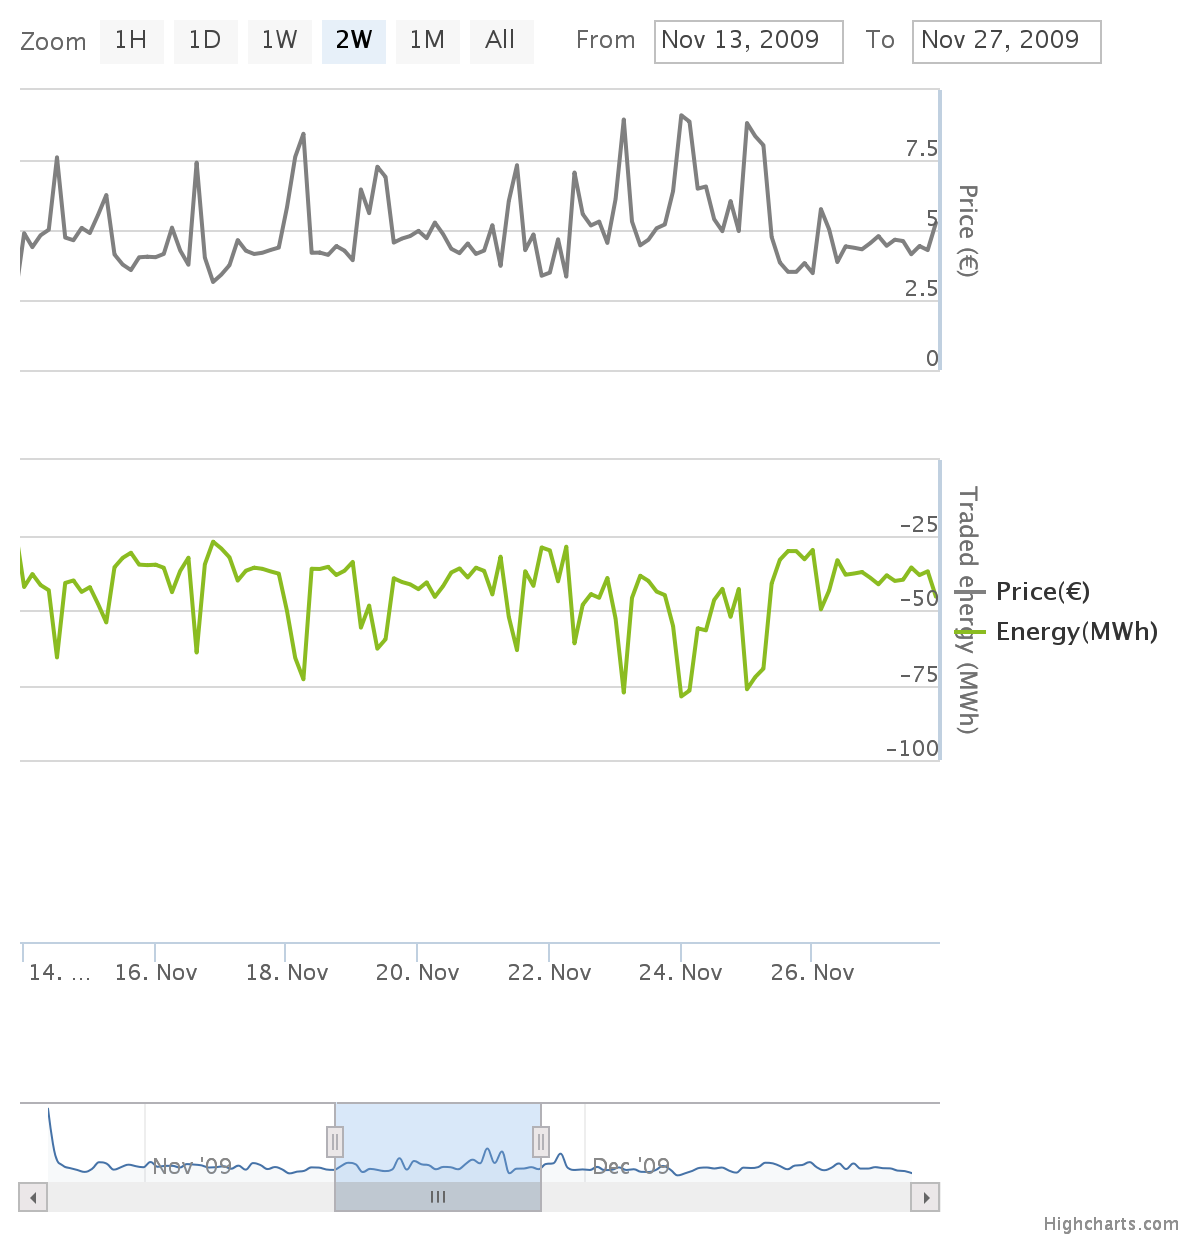 Zoom 1H 1D 1W 2W 1M All From Nov 13, 2009 To Nov 27, 2009
7.5
5
2.5
0
Price (€)
-25
-50
-75
-100
Traded energy (MWh)
Price(€)
Energy(MWh)
14. ... 16. Nov 18. Nov 20. Nov 22. Nov 24. Nov 26. Nov
Nov '09 Dec '09
Highcharts.com